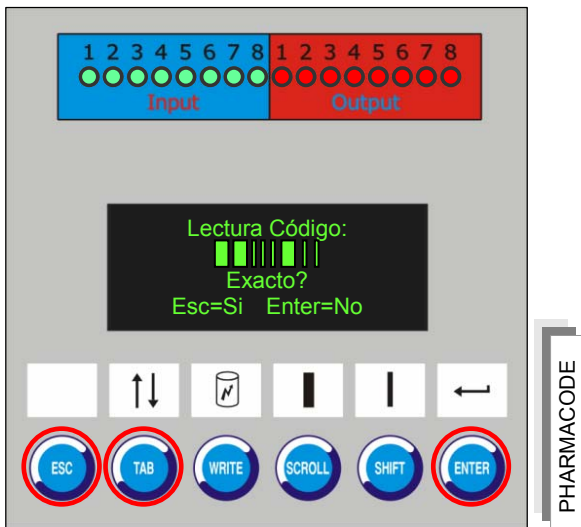 1 2 3 4 5 6 7 8 1 2 3 4 5 6 7 8
Input Output
Lectura Código:
Exacto?
Esc=Si Enter=No
ESC TAB WRITE SCROLL SHIFT ENTER
PHARMACODE